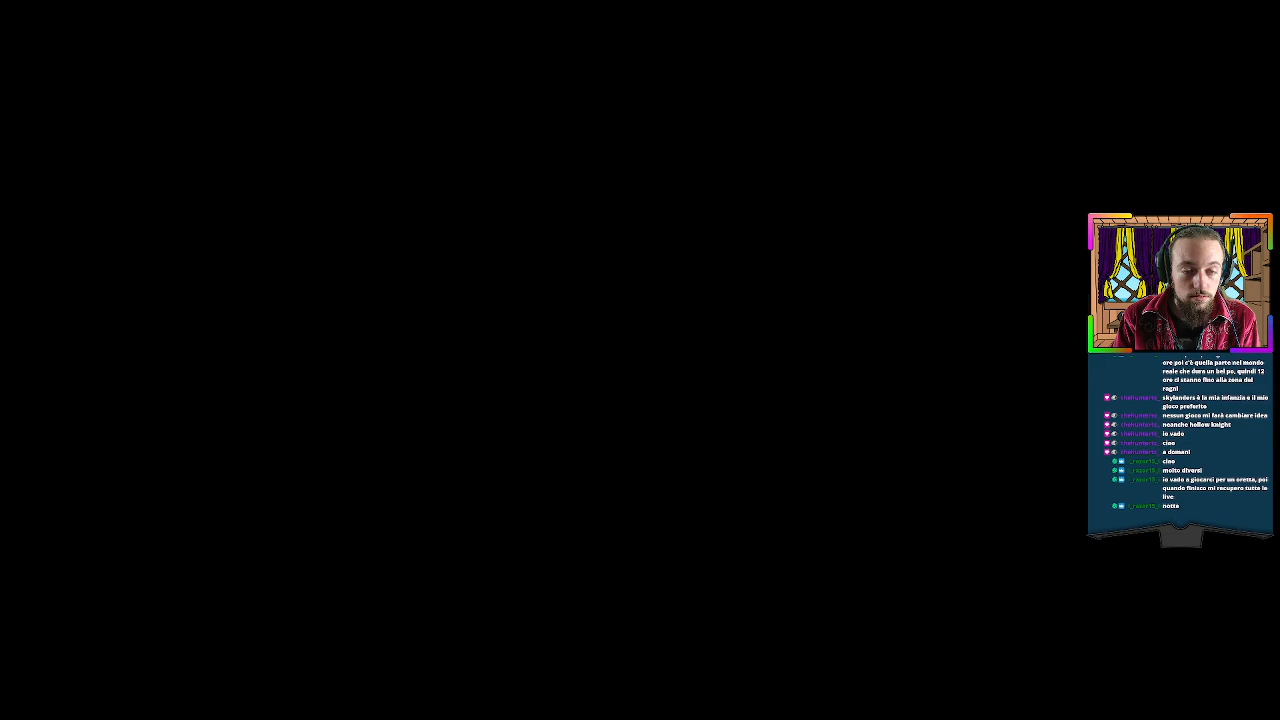 ore poi c'è quella parte nel mondo
reale che dura un bel po, quindi 12
ore ci stanno fino alla zona dei
ragni
skylanders è la mia infanzia e il mio
gioco preferito
nessun gioco mi farà cambiare idea
neanche hollow knight
io vado
ciao
a domani
ciao
molto diversi
io vado a giocarci per un oretta, poi
quando finisco mi recupero tutte le
live
notte